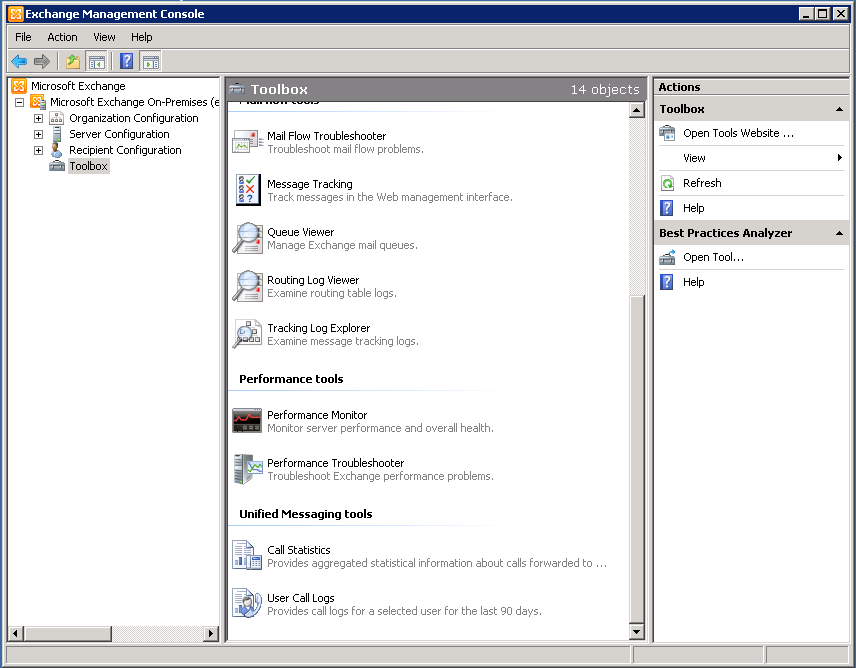 Exchange Management Console
File Action View Help
Microsoft Exchange
Microsoft Exchange On-Premises (e
Organization Configuration
Server Configuration
Recipient Configuration
Toolbox
Toolbox 14 objects
Mail flow tools
Mail Flow Troubleshooter
Troubleshoot mail flow problems.
Message Tracking
Track messages in the Web management interface.
Queue Viewer
Manage Exchange mail queues.
Routing Log Viewer
Examine routing table logs.
Tracking Log Explorer
Examine message tracking logs.
Performance tools
Performance Monitor
Monitor server performance and overall health.
Performance Troubleshooter
Troubleshoot Exchange performance problems.
Unified Messaging tools
Call Statistics
Provides aggregated statistical information about calls forwarded to ...
User Call Logs
Provides call logs for a selected user for the last 90 days.
Actions
Toolbox
Open Tools Website ...
View
Refresh
Help
Best Practices Analyzer
Open Tool...
Help